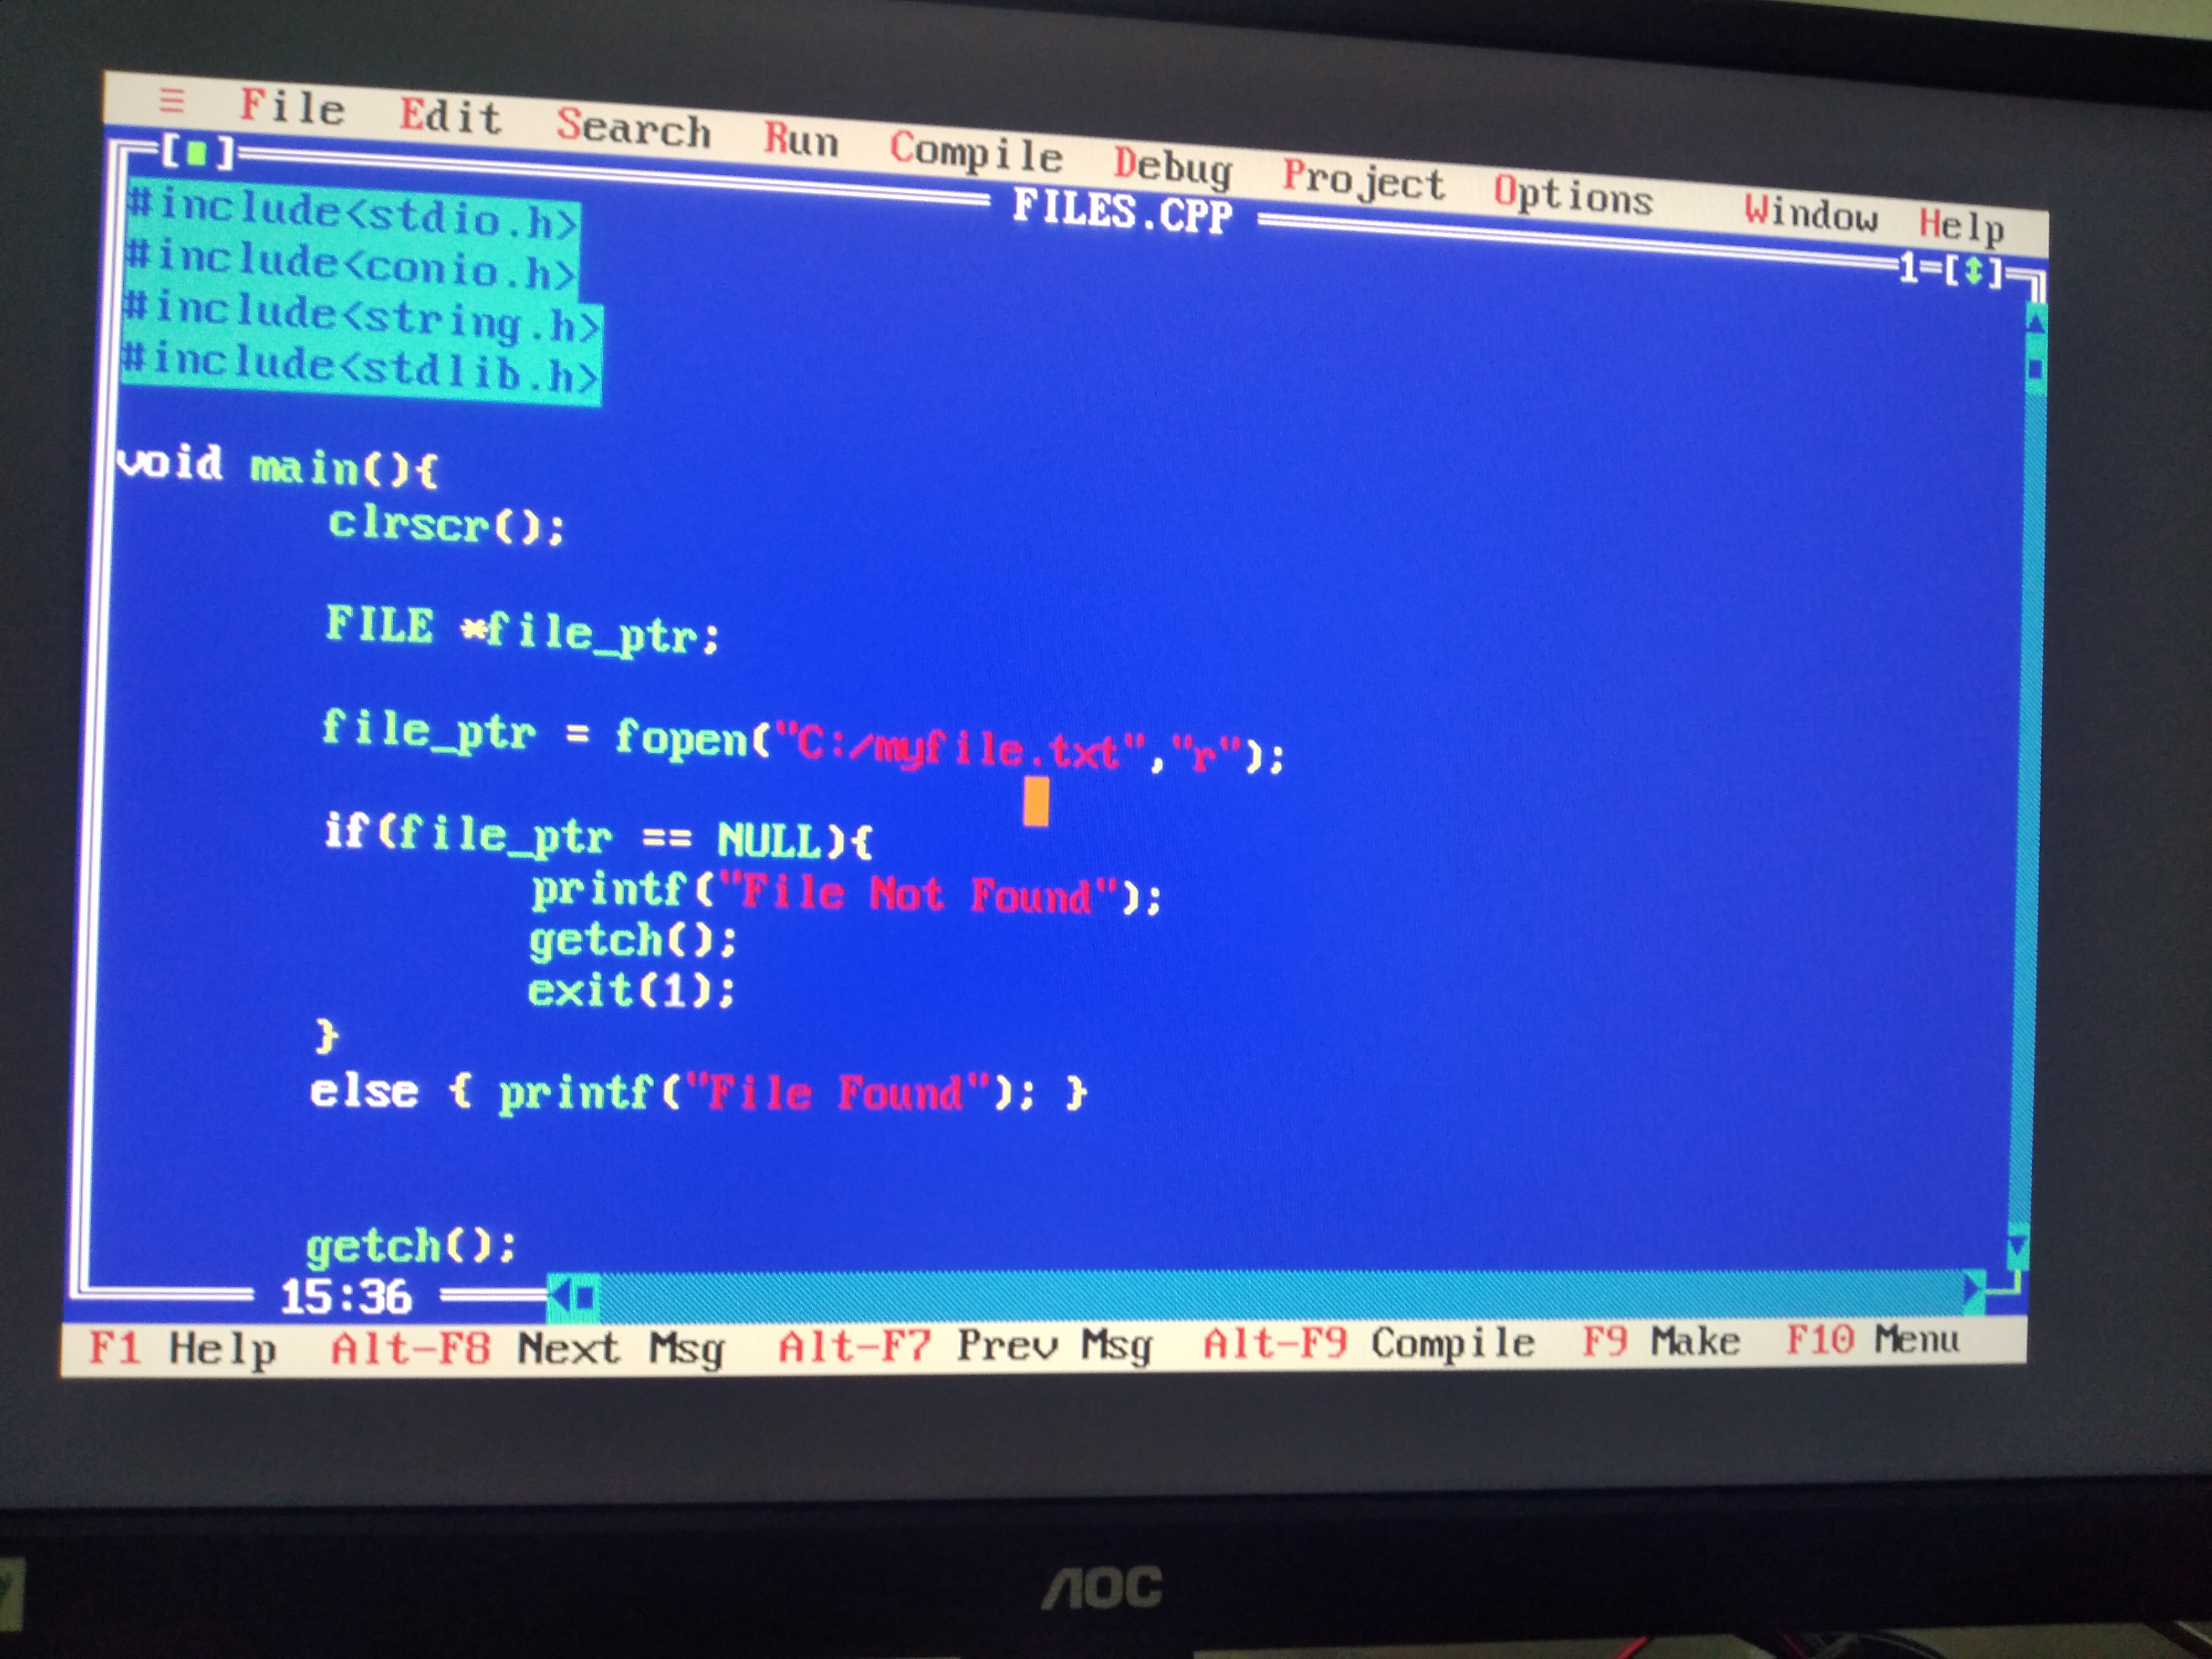 ≡ File Edit Search Run Compile Debug Project Options Window Help
[■] FILES.CPP 1=[↕]
#include<stdio.h>
#include<conio.h>
#include<string.h>
#include<stdlib.h>
void main(){
clrscr();
FILE *file_ptr;
file_ptr = fopen("C:/myfile.txt","r");
if(file_ptr == NULL){
printf("File Not Found");
getch();
exit(1);
}
else { printf("File Found"); }
getch();
15:36
F1 Help Alt-F8 Next Msg Alt-F7 Prev Msg Alt-F9 Compile F9 Make F10 Menu
AOC